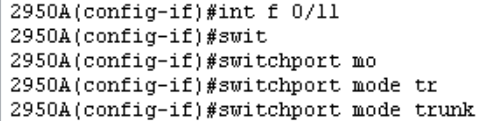 2950A(config-if)#int f 0/11
2950A(config-if)#swit
2950A(config-if)#switchport mo
2950A(config-if)#switchport mode tr
2950A(config-if)#switchport mode trunk